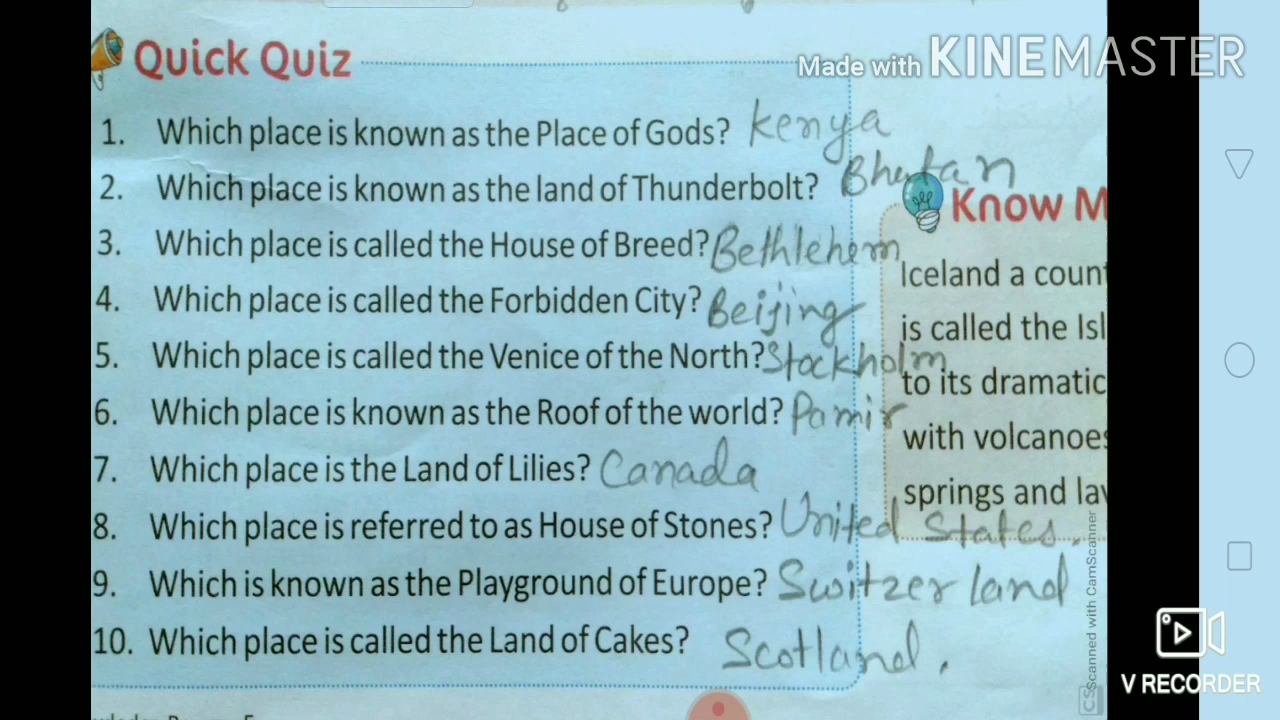 Quick Quiz
Made with KINEMASTER
1. Which place is known as the Place of Gods? Kenya
2. Which place is known as the land of Thunderbolt? Bhutan
3. Which place is called the House of Breed? Bethlehem
4. Which place is called the Forbidden City? Beijing
5. Which place is called the Venice of the North? Stockholm
6. Which place is known as the Roof of the world? Pamir
7. Which place is the Land of Lilies? Canada
8. Which place is referred to as House of Stones? United States.
9. Which is known as the Playground of Europe? Switzerland
10. Which place is called the Land of Cakes? Scotland.
Know M
Iceland a coun
is called the Isl
to its dramatic
with volcanoes
springs and lav
CS Scanned with CamScanner
V RECORDER